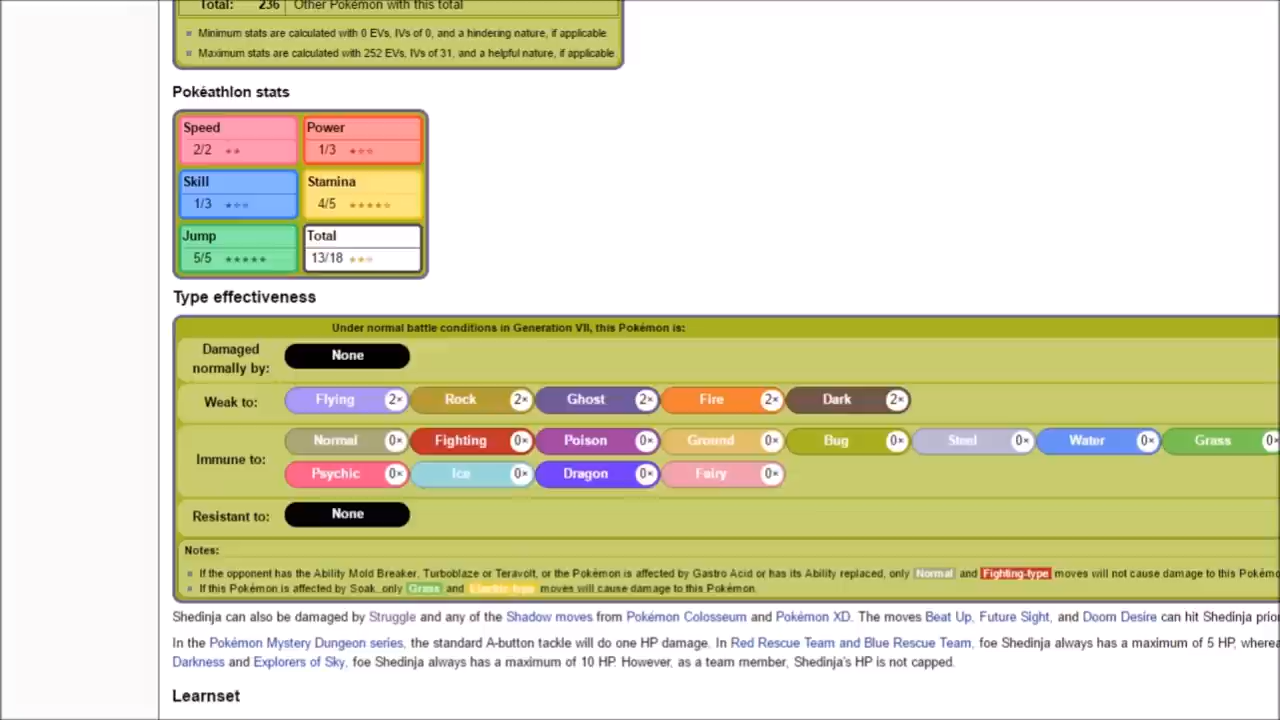 Total: 236 Other Pokémon with this total
Minimum stats are calculated with 0 EVs, IVs of 0, and a hindering nature, if applicable.
Maximum stats are calculated with 252 EVs, IVs of 31, and a helpful nature, if applicable.
Pokéathlon stats
Speed Power
2/2 ★★ 1/3 ★☆☆
Skill Stamina
1/3 ★☆☆ 4/5 ★★★★☆
Jump Total
5/5 ★★★★★ 13/18 ★★☆
Type effectiveness
Under normal battle conditions in Generation VII, this Pokémon is:
Damaged normally by: None
Weak to: Flying 2× Rock 2× Ghost 2× Fire 2× Dark 2×
Immune to: Normal 0× Fighting 0× Poison 0× Ground 0× Bug 0× Steel 0× Water 0× Grass 0×
Psychic 0× Ice 0× Dragon 0× Fairy 0×
Resistant to: None
Notes:
If the opponent has the Ability Mold Breaker, Turboblaze or Teravolt, or the Pokémon is affected by Gastro Acid or has its Ability replaced, only Normal and Fighting-type moves will not cause damage to this
If this Pokémon is affected by Soak, only Grass and Electric-type moves will cause damage to this Pokémon.
Shedinja can also be damaged by Struggle and any of the Shadow moves from Pokémon Colosseum and Pokémon XD. The moves Beat Up, Future Sight, and Doom Desire can hit Shedinja
In the Pokémon Mystery Dungeon series, the standard A-button tackle will do one HP damage. In Red Rescue Team and Blue Rescue Team, foe Shedinja always has a maximum of 5 HP,
Darkness and Explorers of Sky, foe Shedinja always has a maximum of 10 HP. However, as a team member, Shedinja's HP is not capped.
Learnset